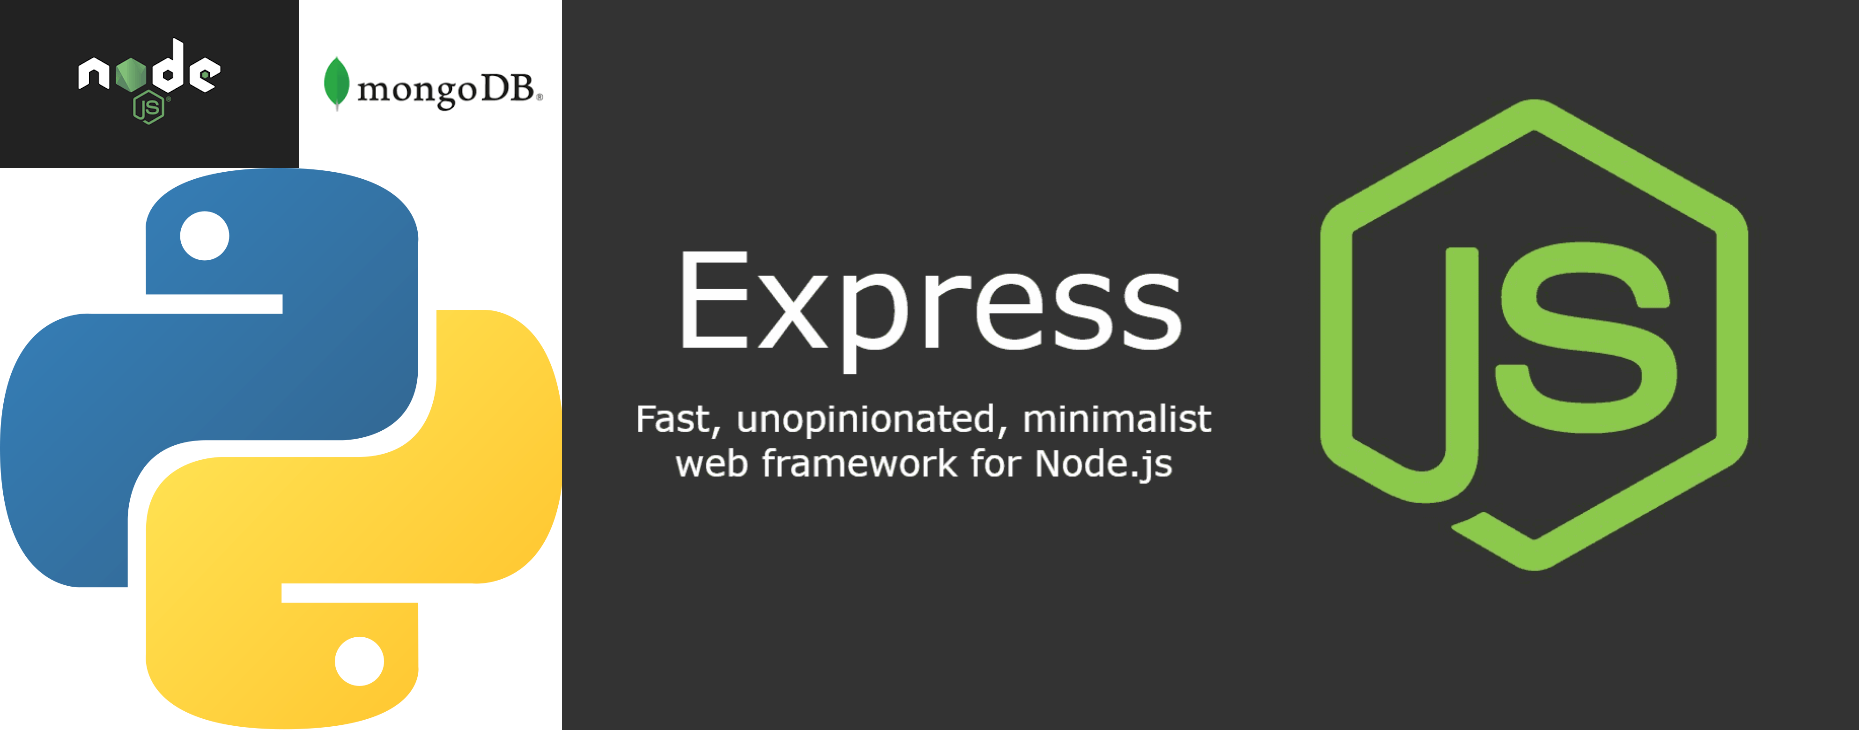 node
JS
mongoDB®
Express
Fast, unopinionated, minimalist
web framework for Node.js
JS